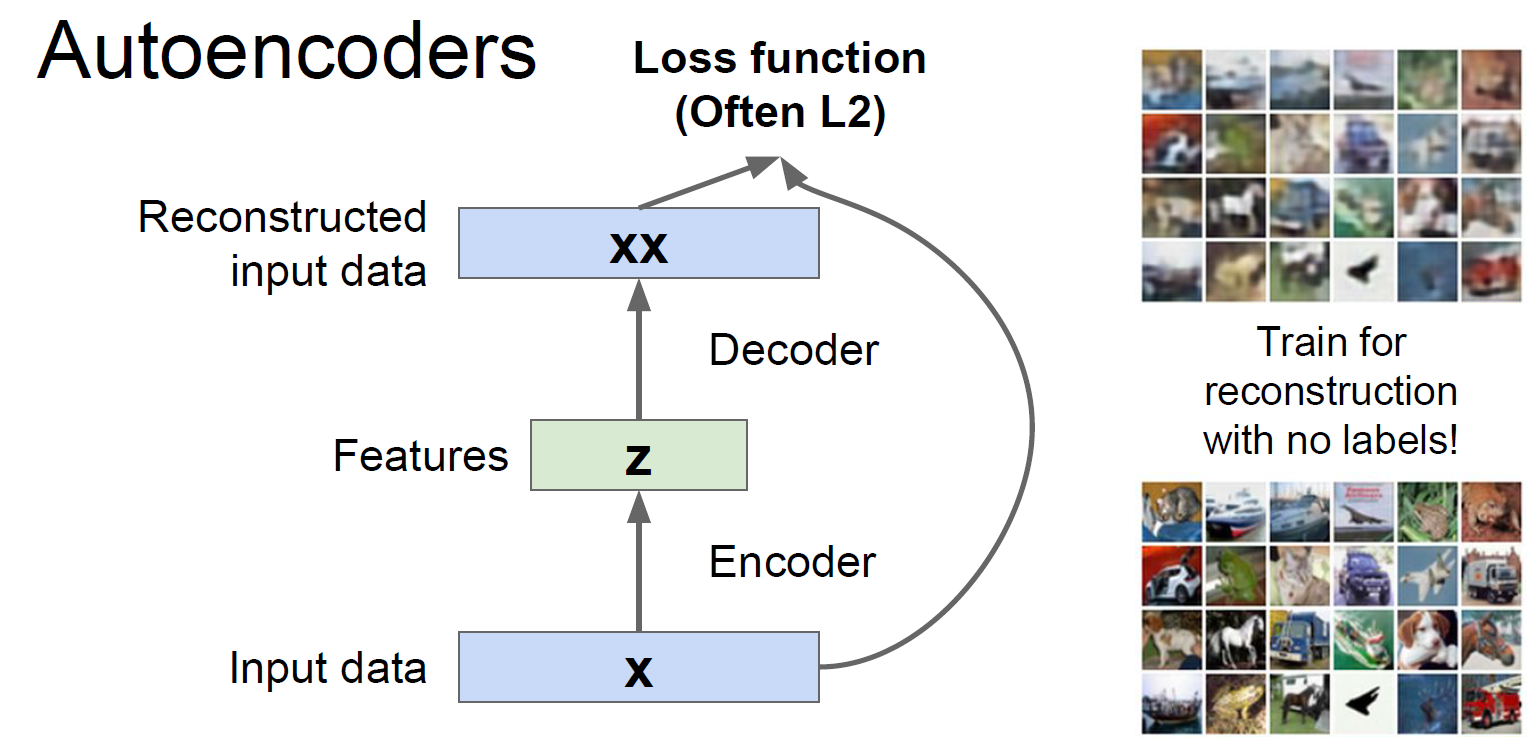 Autoencoders
Loss function
(Often L2)
Reconstructed
input data
xx
Decoder
Features
z
Encoder
Input data
x
Train for
reconstruction
with no labels!